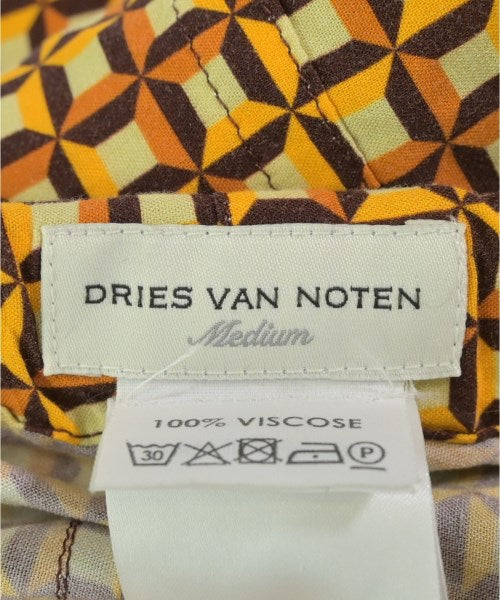 DRIES VAN NOTEN
Medium
100% VISCOSE
30 P